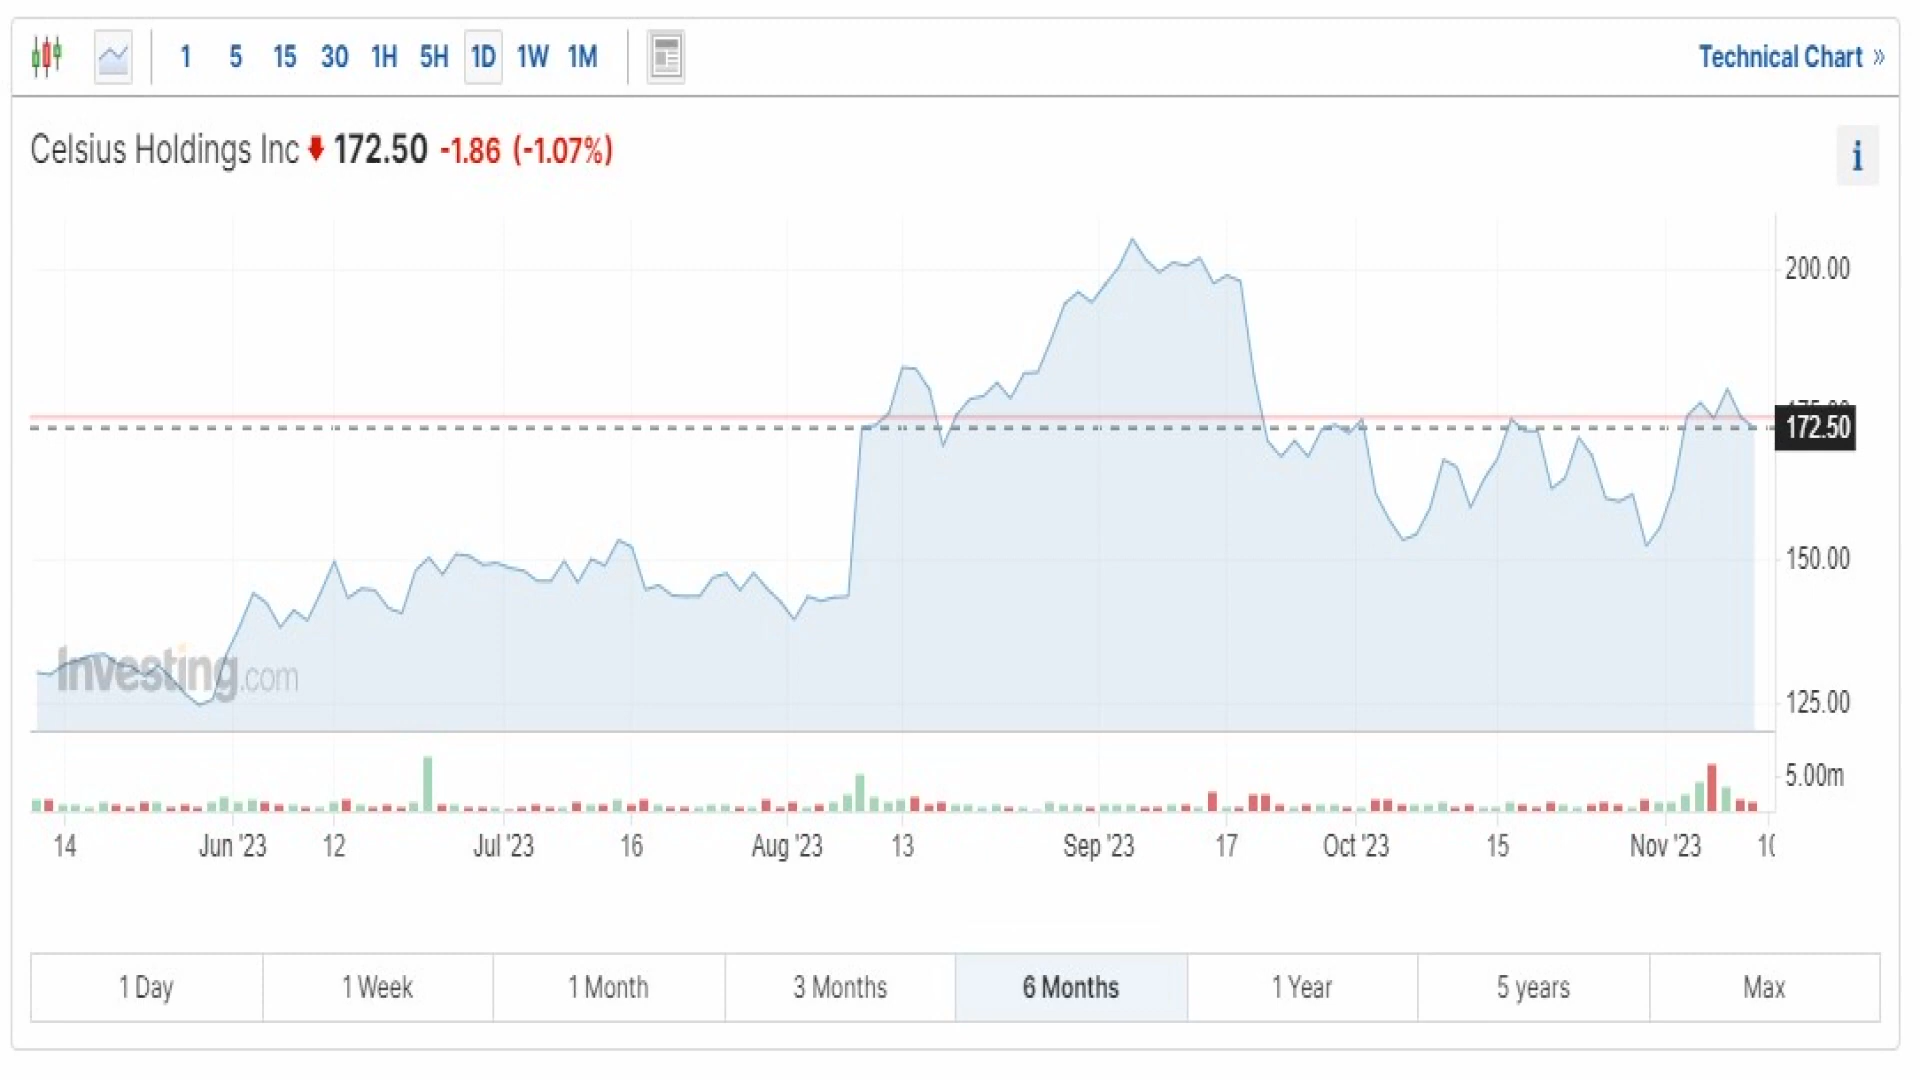 1 5 15 30 1H 5H 1D 1W 1M Technical Chart »
Celsius Holdings Inc 172.50 -1.86 (-1.07%)
i
200.00
172.50
150.00
Investing.com
125.00
5.00m
14 Jun '23 12 Jul '23 16 Aug '23 13 Sep '23 17 Oct '23 15 Nov '23
1 Day 1 Week 1 Month 3 Months 6 Months 1 Year 5 years Max